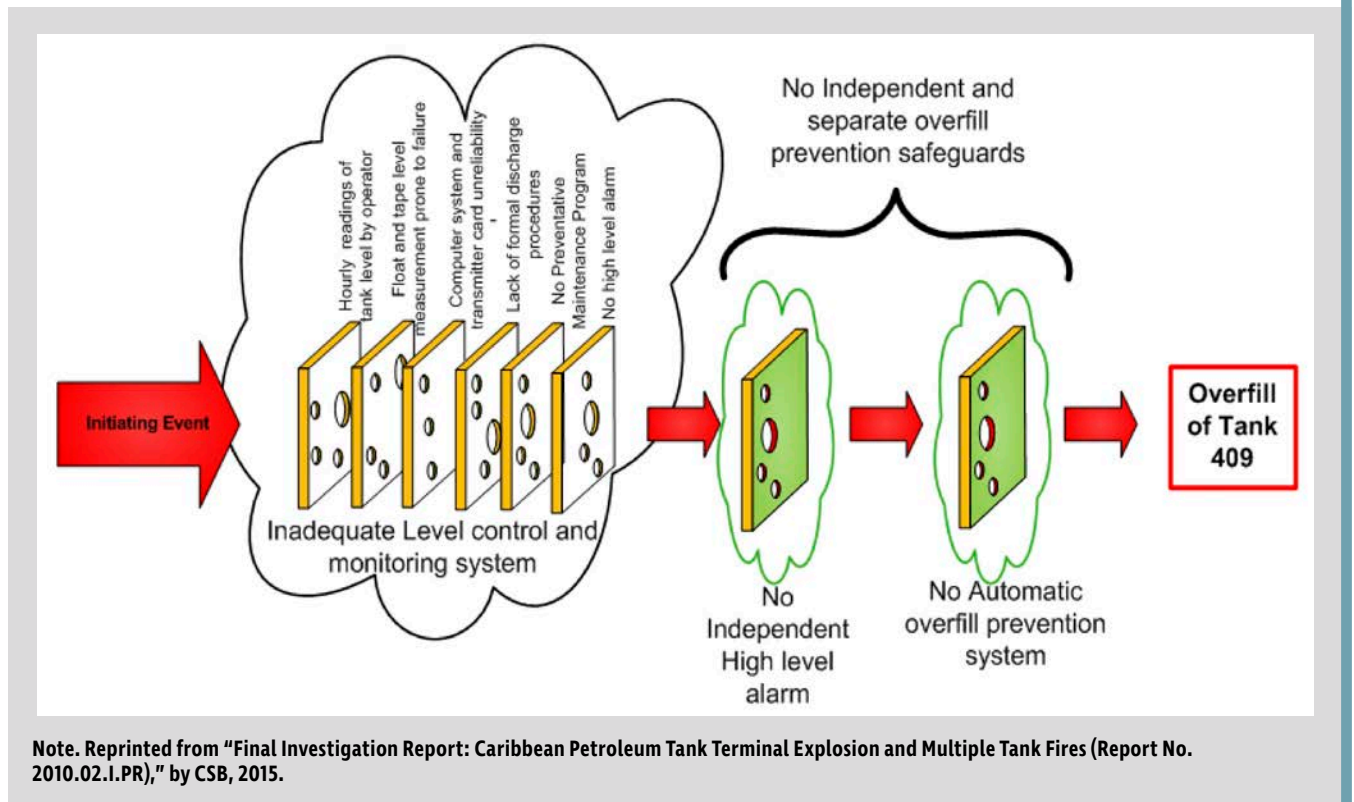 No Independent and
separate overfill
prevention safeguards
Hourly readings of
tank level by operator
Float and tape level
measurement prone to failure
Computer system and
transmitter card unreliability
,
Lack of formal discharge
procedures
No Preventative
Maintenance Program
No high level alarm
Initiating Event
Inadequate Level control and
monitoring system
No
Independent
High level
alarm
No Automatic
overfill prevention
system
Overfill
of Tank
409
Note. Reprinted from “Final Investigation Report: Caribbean Petroleum Tank Terminal Explosion and Multiple Tank Fires (Report No.
2010.02.I.PR),” by CSB, 2015.